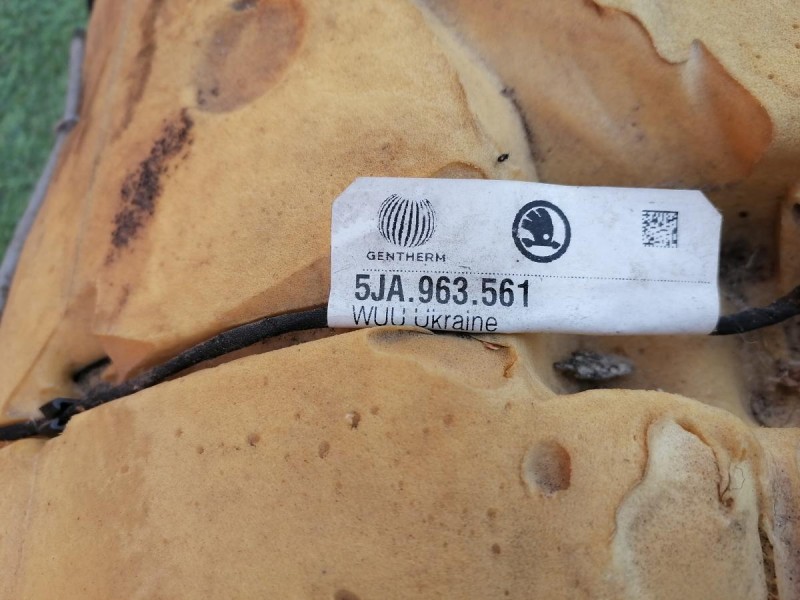 GENTHERM
5JA.963.561
WUU Ukraine